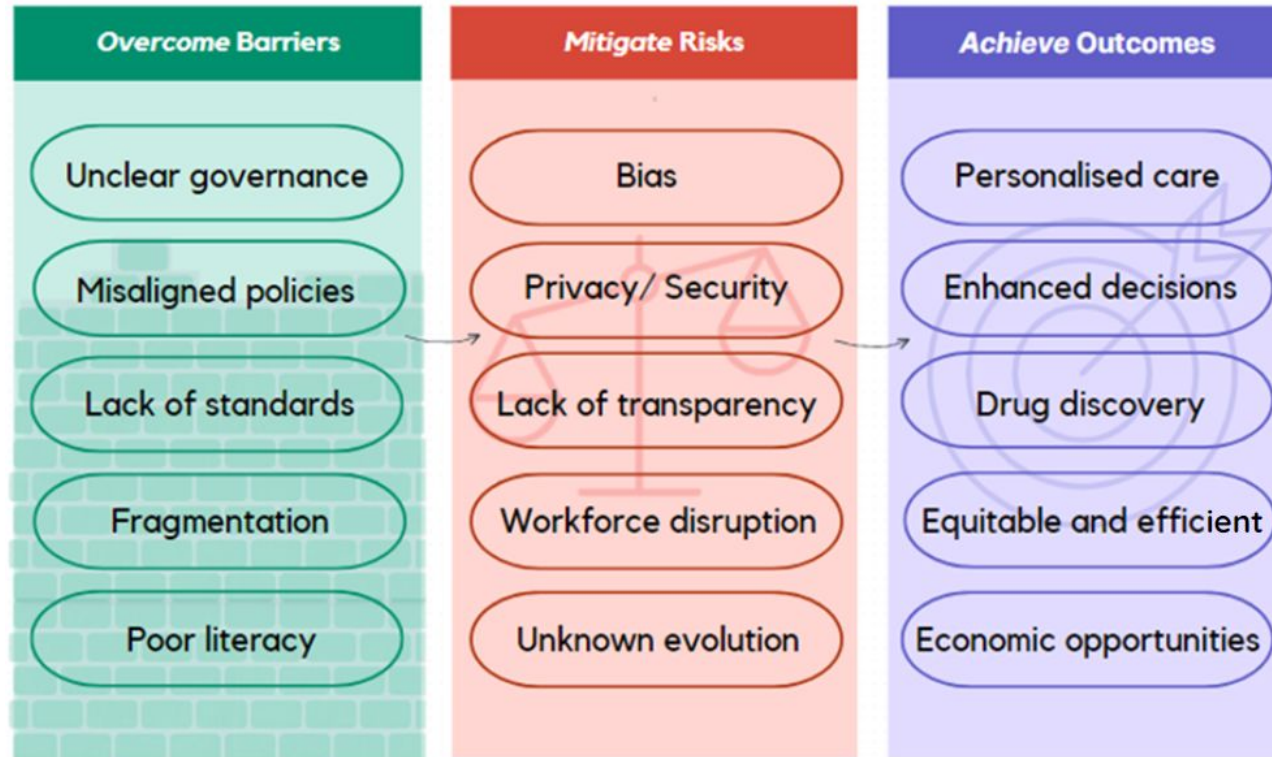 Overcome Barriers
Unclear governance
Misaligned policies
Lack of standards
Fragmentation
Poor literacy
Mitigate Risks
Bias
Privacy/ Security
Lack of transparency
Workforce disruption
Unknown evolution
Achieve Outcomes
Personalised care
Enhanced decisions
Drug discovery
Equitable and efficient
Economic opportunities